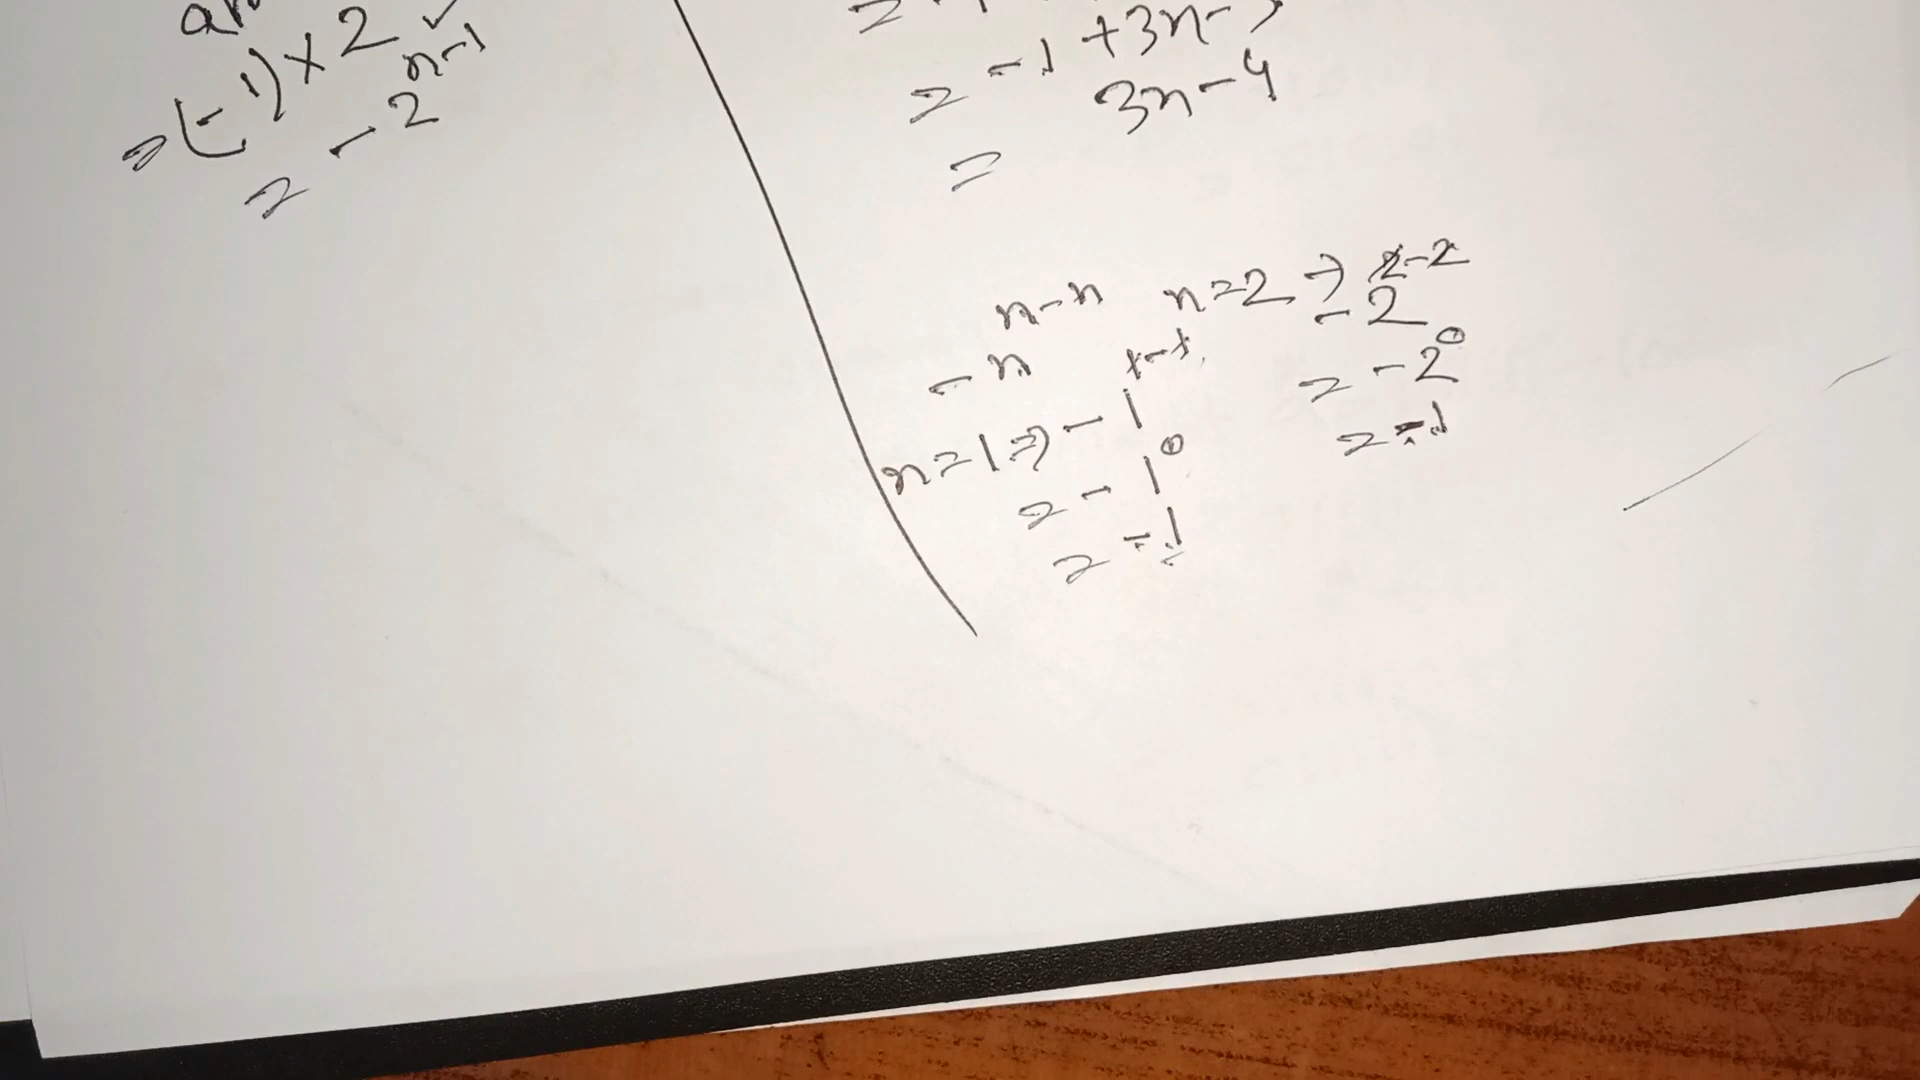 = (-1) × 2^{n-1}
= - 2
= -1 + 3n - 3
= 3n - 4
=
- n^{n-n}
n=1 => - 1^{1-1}
= - 1^0
= -1
n=2 → - 2^{2-2}
= - 2^0
= -1